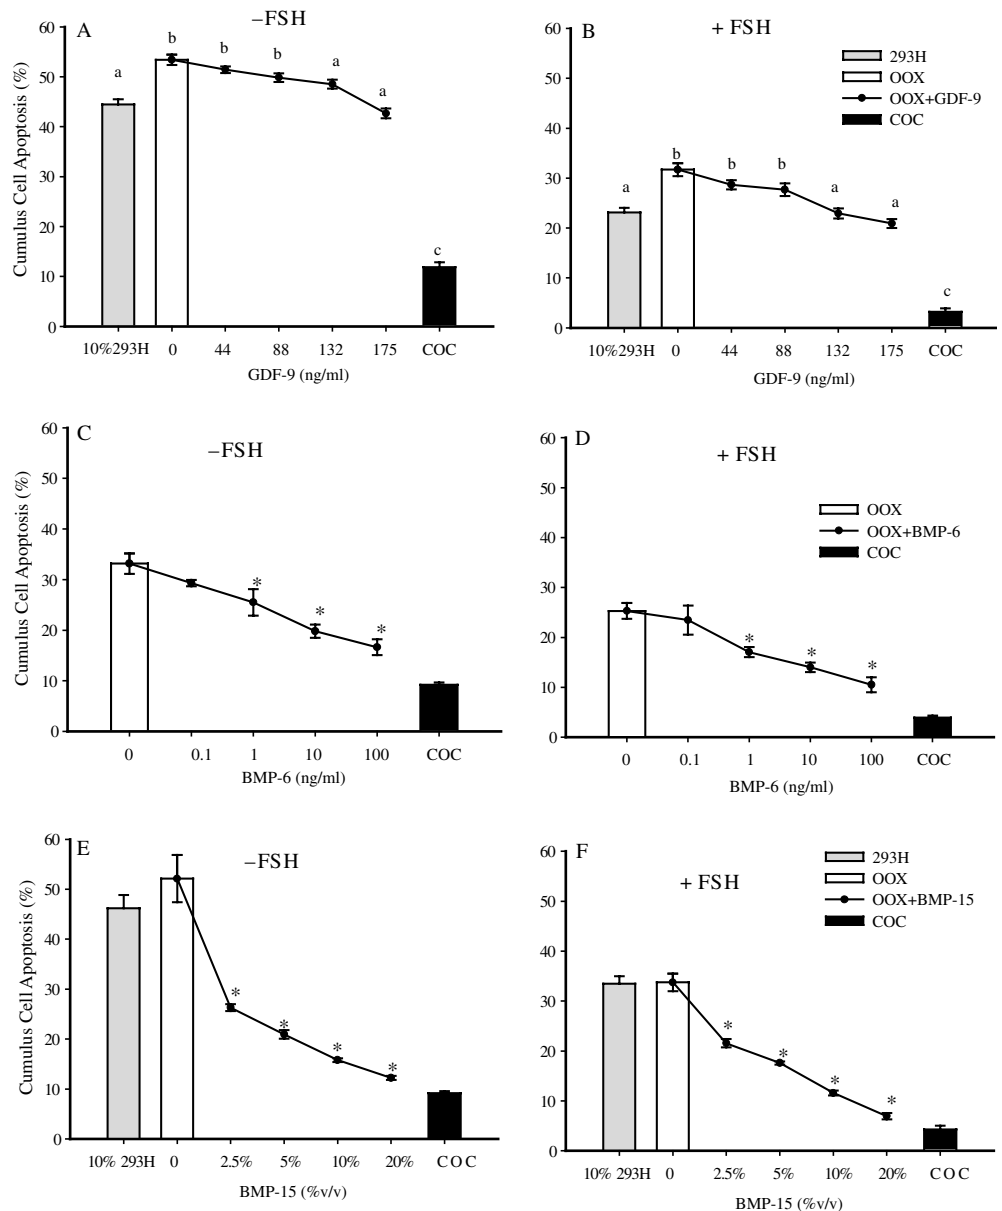 A
–FSH
Cumulus Cell Apoptosis (%)
60
50
40
30
20
10
0
a
b
b
b
a
a
c
10%293H 0 44 88 132 175 COC
GDF-9 (ng/ml)
B
+ FSH
293H
OOX
OOX+GDF-9
COC
60
50
40
30
20
10
0
a
b
b
b
a
a
c
10%293H 0 44 88 132 175 COC
GDF-9 (ng/ml)
C
–FSH
Cumulus Cell Apoptosis (%)
60
50
40
30
20
10
0
*
*
*
0 0.1 1 10 100 COC
BMP-6 (ng/ml)
D
+ FSH
OOX
OOX+BMP-6
COC
60
50
40
30
20
10
0
*
*
*
0 0.1 1 10 100 COC
BMP-6 (ng/ml)
E
–FSH
Cumulus Cell Apoptosis (%)
60
50
40
30
20
10
0
*
*
*
*
10% 293H 0 2.5% 5% 10% 20% COC
BMP-15 (%v/v)
F
+ FSH
293H
OOX
OOX+BMP-15
COC
60
50
40
30
20
10
0
*
*
*
*
10% 293H 0 2.5% 5% 10% 20% COC
BMP-15 (%v/v)